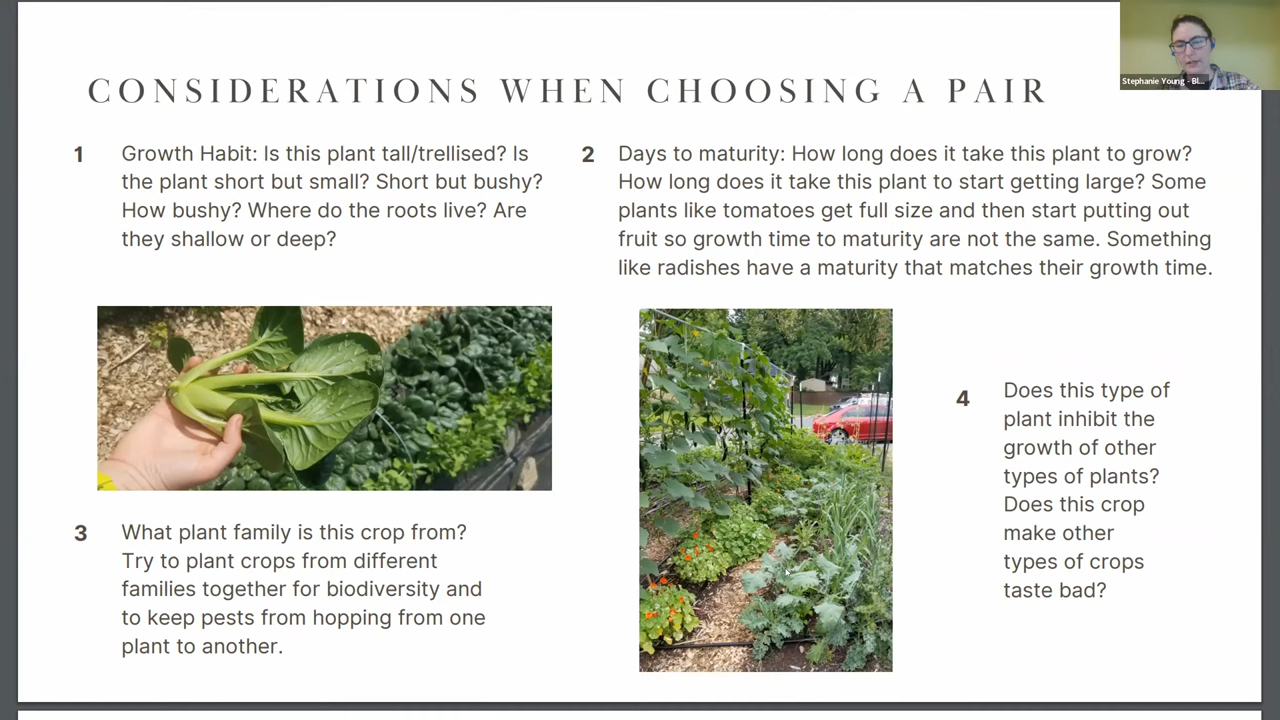 CONSIDERATIONS WHEN CHOOSING A PAIR
Stephanie Young - Bl...
1
Growth Habit: Is this plant tall/trellised? Is
the plant short but small? Short but bushy?
How bushy? Where do the roots live? Are
they shallow or deep?
2
Days to maturity: How long does it take this plant to grow?
How long does it take this plant to start getting large? Some
plants like tomatoes get full size and then start putting out
fruit so growth time to maturity are not the same. Something
like radishes have a maturity that matches their growth time.
3
What plant family is this crop from?
Try to plant crops from different
families together for biodiversity and
to keep pests from hopping from one
plant to another.
4
Does this type of
plant inhibit the
growth of other
types of plants?
Does this crop
make other
types of crops
taste bad?